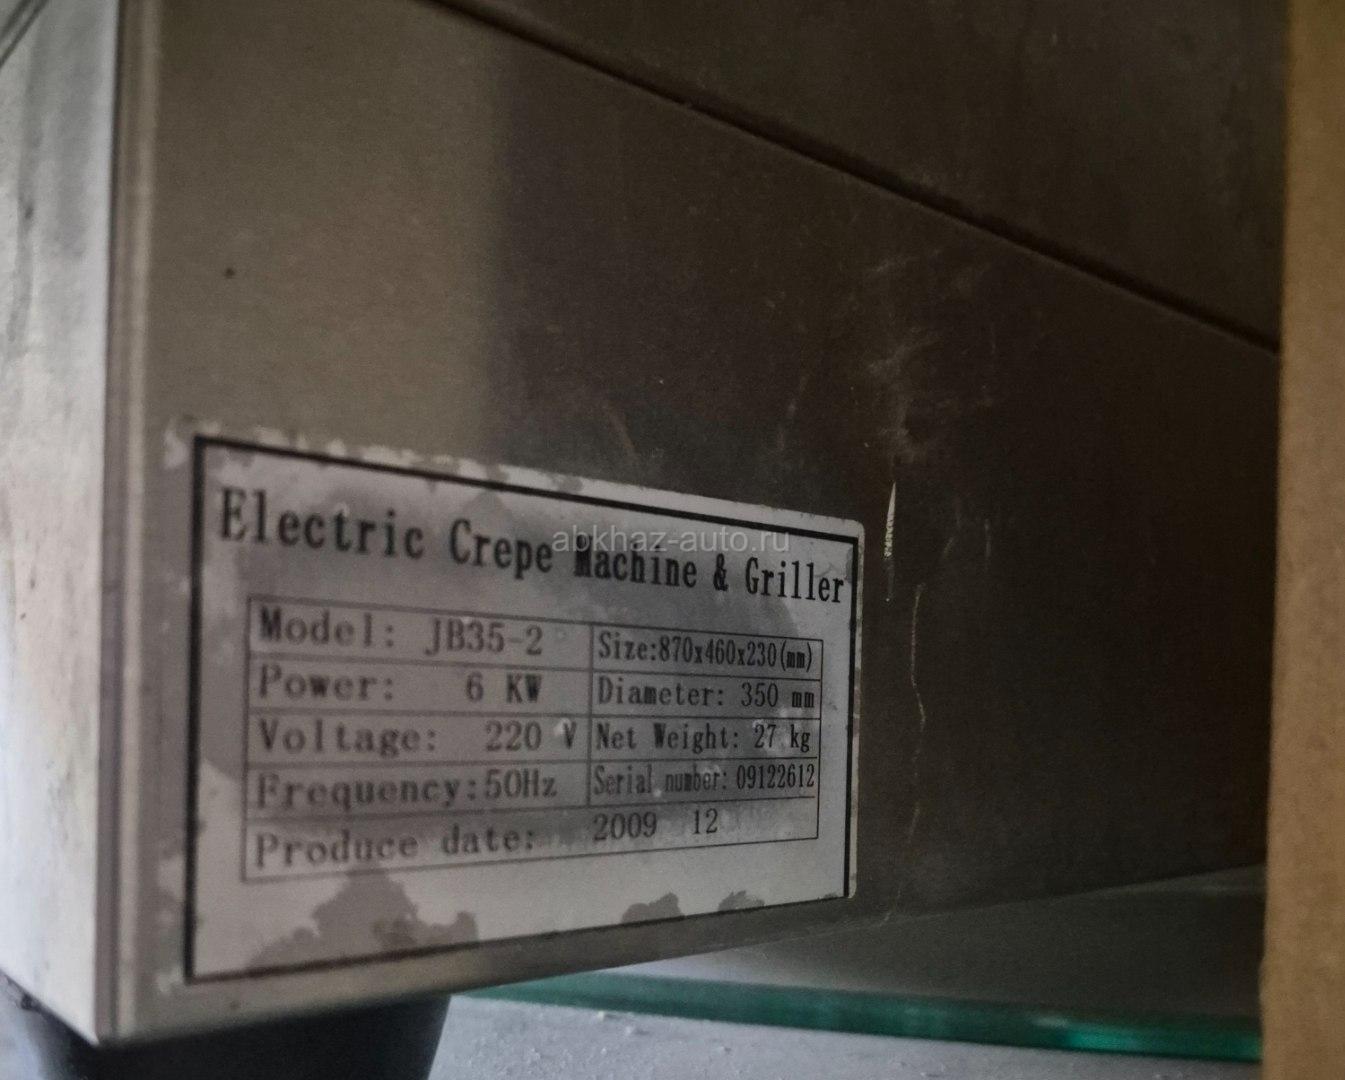 Electric Crepe Machine & Griller
abkhaz-auto.ru
Model: JB35-2 Size:870x460x230(mm)
Power: 6 KW Diameter: 350 mm
Voltage: 220 V Net Weight: 27 kg
Frequency:50Hz Serial number: 09122612
Produce date: 2009 12